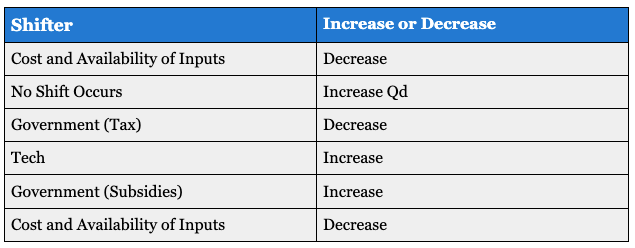 Shifter Increase or Decrease
Cost and Availability of Inputs Decrease
No Shift Occurs Increase Qd
Government (Tax) Decrease
Tech Increase
Government (Subsidies) Increase
Cost and Availability of Inputs Decrease